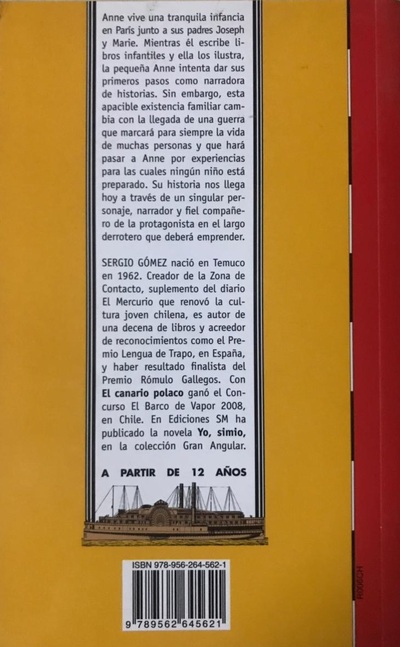 Anne vive una tranquila infancia
en Paris junto a sus padres Joseph
y Marie. Mientras él escribe li-
bros infantiles y ella los ilustra,
la pequeña Anne intenta dar sus
primeros pasos como narradora
de historias. Sin embargo, esta
apacible existencia familiar cam-
bia con la llegada de una guerra
que marcará para siempre la vida
de muchas personas y que hará
pasar a Anne por experiencias
para las cuales ningún niño está
preparado. Su historia nos llega
hoy a través de un singular per-
sonaje, narrador y fiel compañe-
ro de la protagonista en el largo
derrotero que deberá emprender.
SERGIO GÓMEZ nació en Temuco
en 1962. Creador de la Zona de
Contacto, suplemento del diario
El Mercurio que renovó la cul-
tura joven chilena, es autor de
una decena de libros y acreedor
de reconocimientos como el Pre-
mio Lengua de Trapo, en España,
y haber resultado finalista del
Premio Rómulo Gallegos. Con
El canario polaco ganó el Con-
curso El Barco de Vapor 2008,
en Chile. En Ediciones SM ha
publicado la novela Yo, simio,
en la colección Gran Angular.
A PARTIR DE 12 AÑOS
ISBN 978-956-264-562-1
9 789562 645621